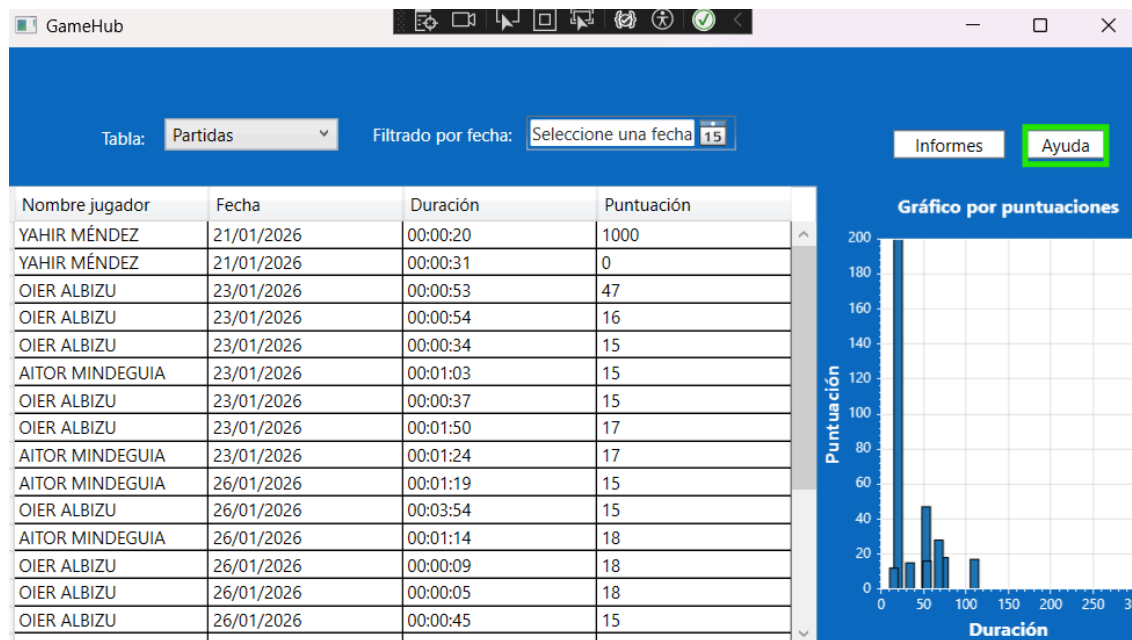 GameHub
Tabla: Partidas Filtrado por fecha: Seleccione una fecha 15 Informes Ayuda
Nombre jugador Fecha Duración Puntuación
YAHIR MÉNDEZ 21/01/2026 00:00:20 1000
YAHIR MÉNDEZ 21/01/2026 00:00:31 0
OIER ALBIZU 23/01/2026 00:00:53 47
OIER ALBIZU 23/01/2026 00:00:54 16
OIER ALBIZU 23/01/2026 00:00:34 15
AITOR MINDEGUIA 23/01/2026 00:01:03 15
OIER ALBIZU 23/01/2026 00:00:37 15
OIER ALBIZU 23/01/2026 00:01:50 17
AITOR MINDEGUIA 23/01/2026 00:01:24 17
AITOR MINDEGUIA 26/01/2026 00:01:19 15
OIER ALBIZU 26/01/2026 00:03:54 15
AITOR MINDEGUIA 26/01/2026 00:01:14 18
OIER ALBIZU 26/01/2026 00:00:09 18
OIER ALBIZU 26/01/2026 00:00:05 18
OIER ALBIZU 26/01/2026 00:00:45 15
Gráfico por puntuaciones
Puntuación
200
180
160
140
120
100
80
60
40
20
0
0 50 100 150 200 250
Duración